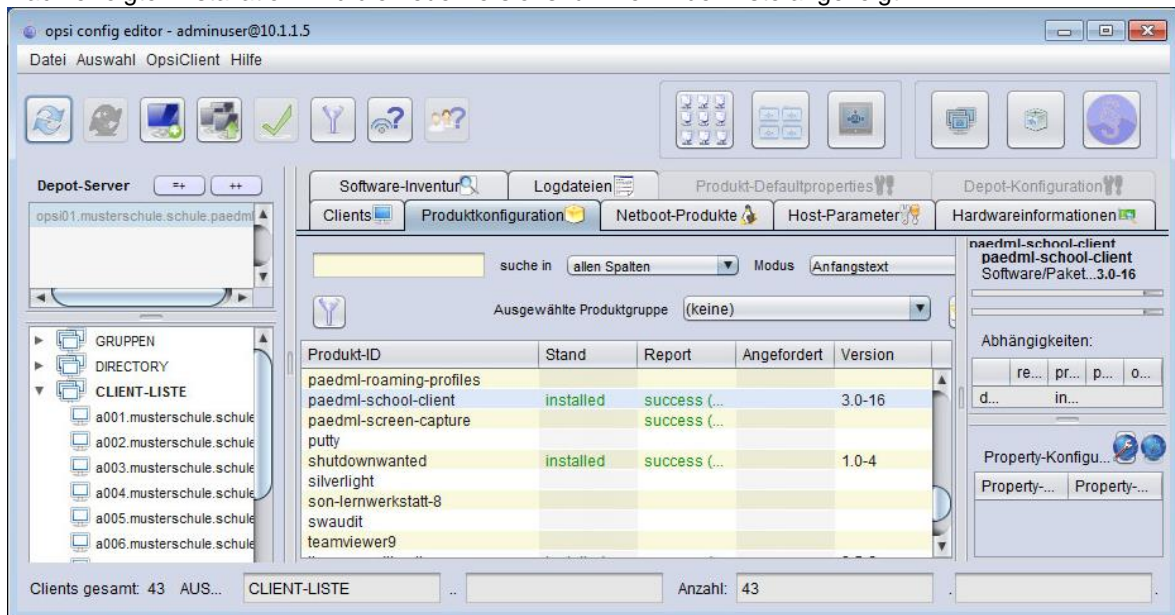 opsi config editor - adminuser@10.1.1.5
Datei Auswahl OpsiClient Hilfe
Depot-Server =+ ++
opsi01.musterschule.schule.paedml
GRUPPEN
DIRECTORY
CLIENT-LISTE
a001.musterschule.schule
a002.musterschule.schule
a003.musterschule.schule
a004.musterschule.schule
a005.musterschule.schule
a006.musterschule.schule
Software-Inventur Logdateien Produkt-Defaultproperties Depot-Konfiguration
Clients Produktkonfiguration Netboot-Produkte Host-Parameter Hardwareinformationen
suche in allen Spalten Modus Anfangstext
Ausgewählte Produktgruppe (keine)
Produkt-ID Stand Report Angefordert Version
paedml-roaming-profiles
paedml-school-client installed success (... 3.0-16
paedml-screen-capture success (...
putty
shutdownwanted installed success (... 1.0-4
silverlight
son-lernwerkstatt-8
swaudit
teamviewer9
paedml-school-client
paedml-school-client
Software/Paket...3.0-16
Abhängigkeiten:
re... pr... p... o...
d... in...
Property-Konfigu...
Property-... Property-...
Clients gesamt: 43 AUS... CLIENT-LISTE .. Anzahl: 43 . .